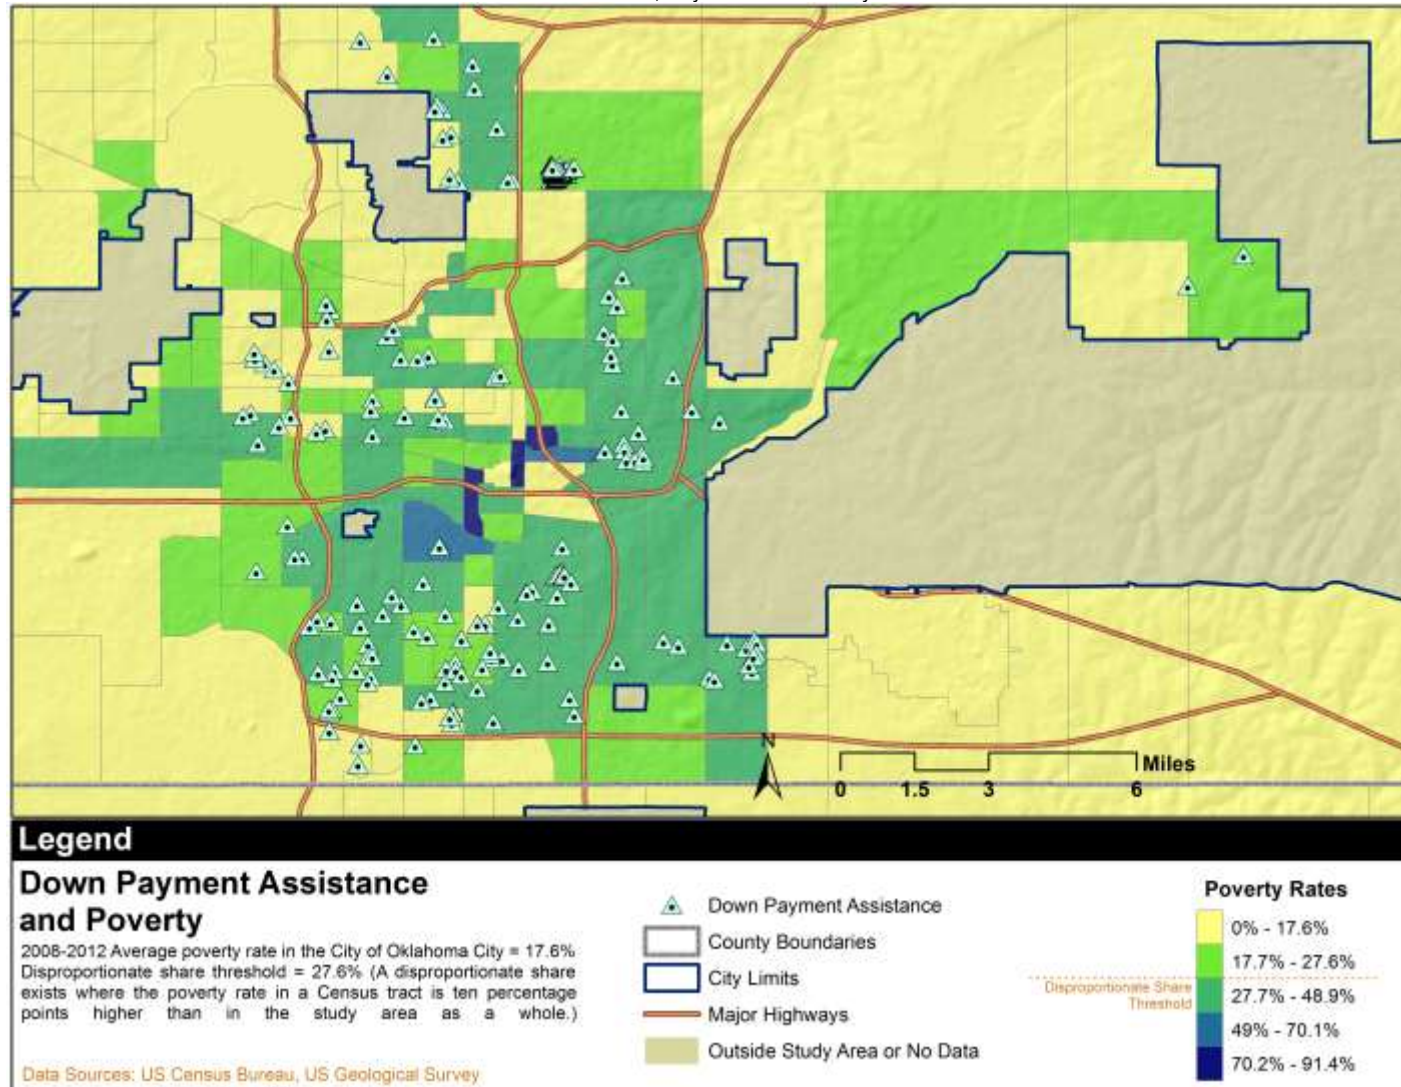 N
Miles
0 1.5 3 6
Legend
Down Payment Assistance
and Poverty
2008-2012 Average poverty rate in the City of Oklahoma City = 17.6%
Disproportionate share threshold = 27.6% (A disproportionate share
exists where the poverty rate in a Census tract is ten percentage
points higher than in the study area as a whole.)
Data Sources: US Census Bureau, US Geological Survey
Down Payment Assistance
County Boundaries
City Limits
Major Highways
Outside Study Area or No Data
Poverty Rates
0% - 17.6%
17.7% - 27.6%
Disproportionate Share
Threshold
27.7% - 48.9%
49% - 70.1%
70.2% - 91.4%